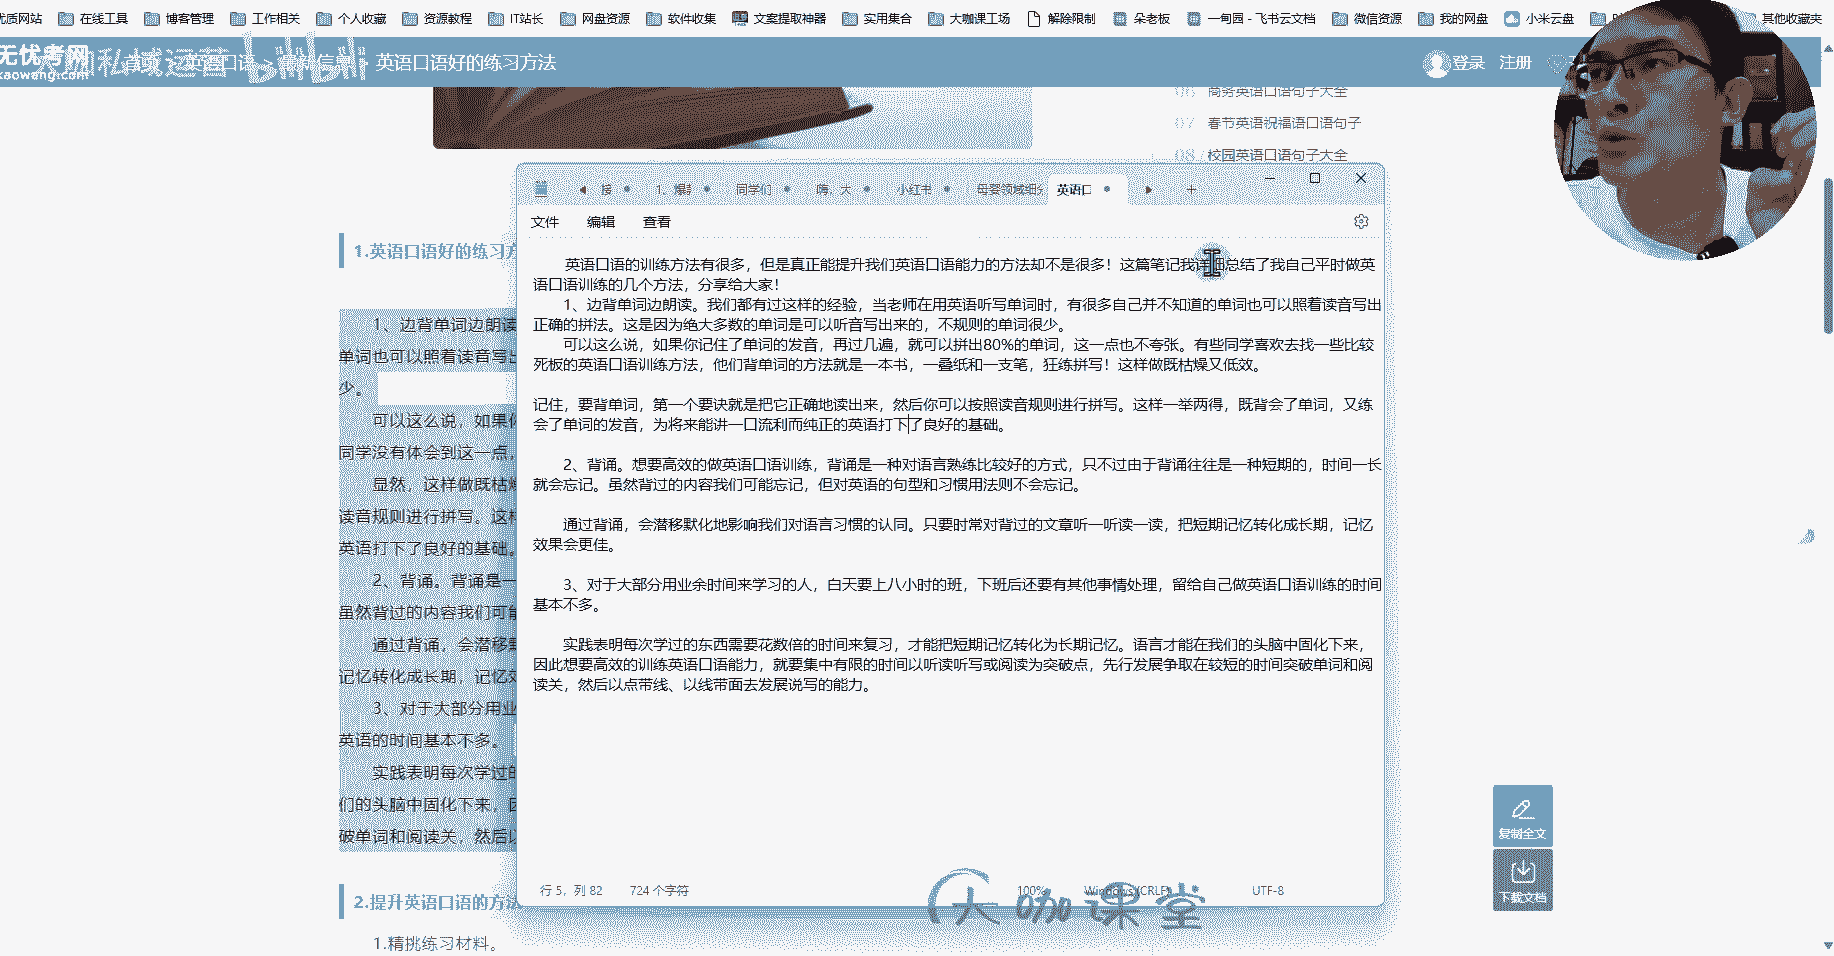 优质网站 在线工具 博客管理 工作相关 个人收藏 资源教程 IT站长 网盘资源 软件收集 文案提取神器 实用集合 大咖课工场 解除限制 朵老板 一甸园 - 飞书云文档 微信资源 我的网盘 小米云盘 其他收藏夹
无忧考网
kaowang.com
私域运营
bilibili
英语口语 > > 英语口语好的练习方法
登录 注册
06 商务英语口语句子大全
07 春节英语祝福语口语句子
08 校园英语口语句子大全
同学们 嗨，大 小红书 母婴领域细分 英语口
文件 编辑 查看
英语口语的训练方法有很多，但是真正能提升我们英语口语能力的方法却不是很多！这篇笔记我详细总结了我自己平时做英
语口语训练的几个方法，分享给大家！
1、边背单词边朗读。我们都有过这样的经验，当老师在用英语听写单词时，有很多自己并不知道的单词也可以照着读音写出
正确的拼法。这是因为绝大多数的单词是可以听音写出来的，不规则的单词很少。
可以这么说，如果你记住了单词的发音，再过几遍，就可以拼出80%的单词，这一点也不夸张。有些同学喜欢去找一些比较
死板的英语口语训练方法，他们背单词的方法就是一本书，一叠纸和一支笔，狂练拼写！这样做既枯燥又低效。
记住，要背单词，第一个要诀就是把它正确地读出来，然后你可以按照读音规则进行拼写。这样一举两得，既背会了单词，又练
会了单词的发音，为将来能讲一口流利而纯正的英语打下了良好的基础。
2、背诵。想要高效的做英语口语训练，背诵是一种对语言熟练比较好的方式，只不过由于背诵往往是一种短期的，时间一长
就会忘记。虽然背过的内容我们可能忘记，但对英语的句型和习惯用法则不会忘记。
通过背诵，会潜移默化地影响我们对语言习惯的认同。只要时常对背过的文章听一听读一读，把短期记忆转化成长期，记忆
效果会更佳。
3、对于大部分用业余时间来学习的人，白天要上八小时的班，下班后还要有其他事情处理，留给自己做英语口语训练的时间
基本不多。
实践表明每次学过的东西需要花数倍的时间来复习，才能把短期记忆转化为长期记忆。语言才能在我们的头脑中固化下来，
因此想要高效的训练英语口语能力，就要集中有限的时间以听读听写或阅读为突破点，先行发展争取在较短的时间突破单词和阅
读关，然后以点带线、以线带面去发展说写的能力。
行 5，列 82 724 个字符 100% Windows (CRLF) UTF-8
大咖课堂
1.英语口语好的练习方
1、边背单词边朗读
单词也可以照着读音写出
少。
可以这么说，如果你
同学没有体会到这一点，
显然，这样做既枯燥
读音规则进行拼写。这样
英语打下了良好的基础。
2、背诵。背诵是一
虽然背过的内容我们可能
通过背诵，会潜移默
记忆转化成长期，记忆效
3、对于大部分用业
英语的时间基本不多。
实践表明每次学过的
们的头脑中固化下来，因
破单词和阅读关，然后以
2.提升英语口语的方法
1.精挑练习材料。
复制全文
下载文档